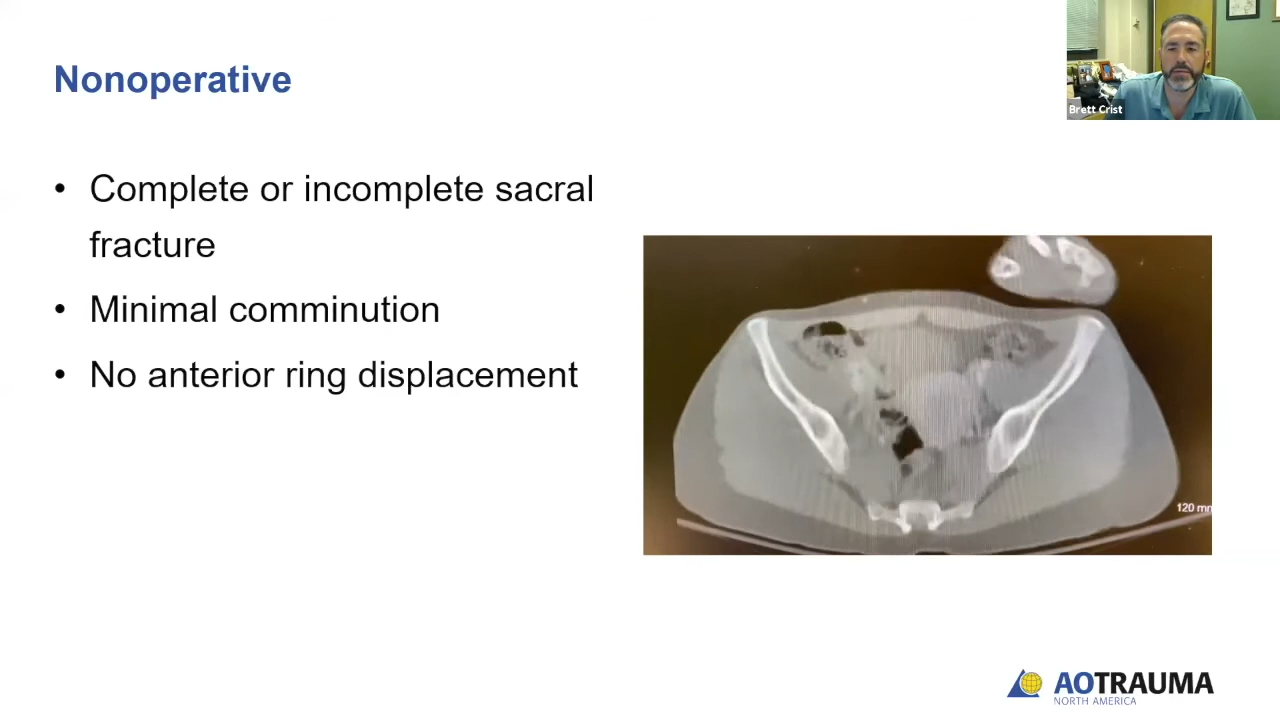 Nonoperative
Brett Crist
• Complete or incomplete sacral
fracture
• Minimal comminution
• No anterior ring displacement
120 mm
AOTRAUMA
NORTH AMERICA